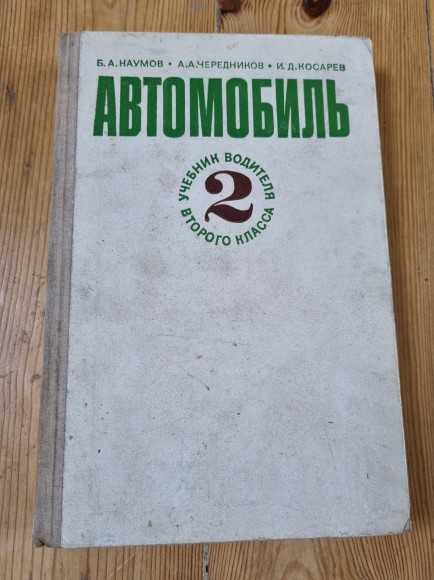 Б. А. НАУМОВ • А. А. ЧЕРЕДНИКОВ • И. Д. КОСАРЕВ
АВТОМОБИЛЬ
УЧЕБНИК ВОДИТЕЛЯ
2
ВТОРОГО КЛАССА